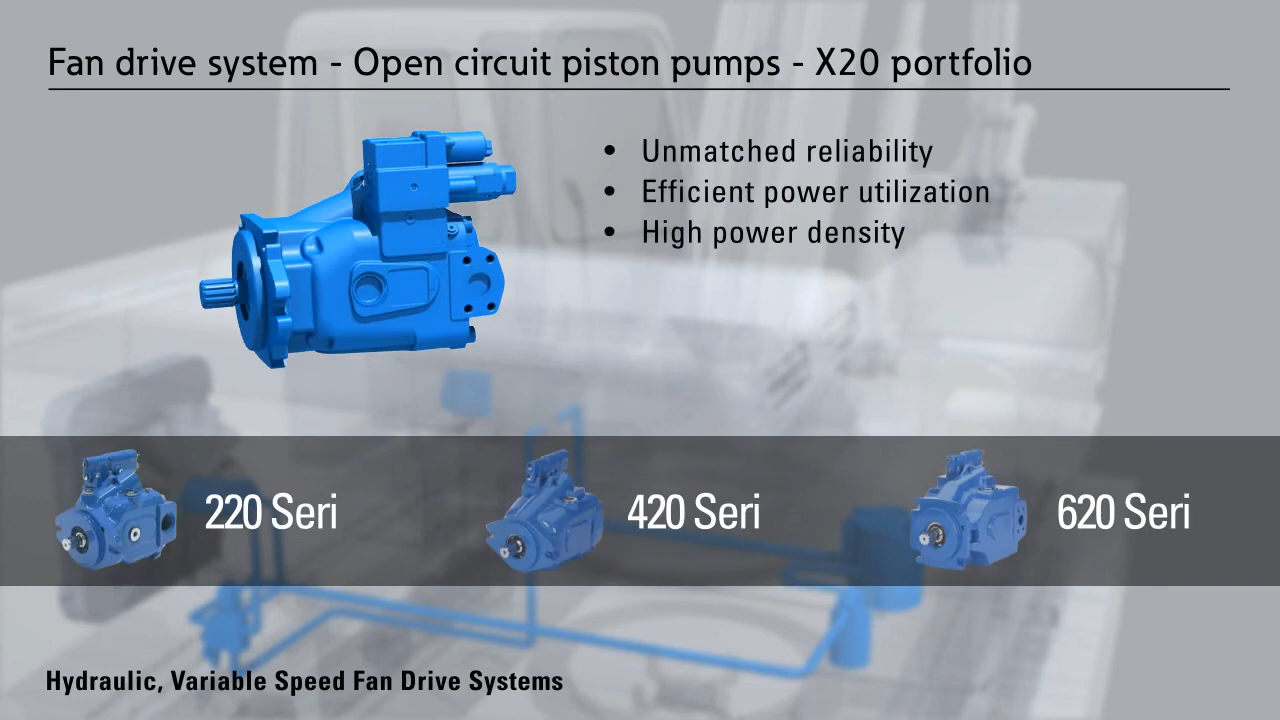 Fan drive system - Open circuit piston pumps - X20 portfolio
• Unmatched reliability
• Efficient power utilization
• High power density
220 Seri
420 Seri
620 Seri
Hydraulic, Variable Speed Fan Drive Systems